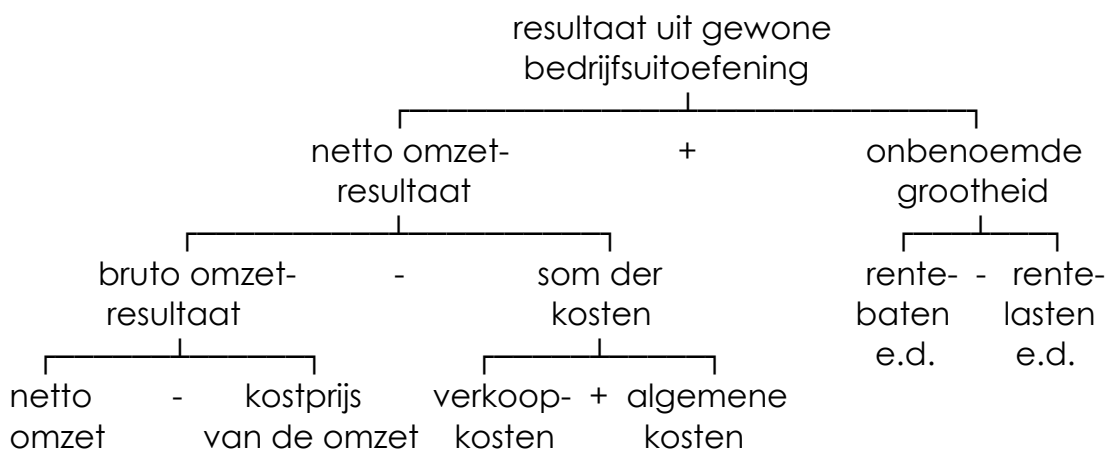 resultaat uit gewone
bedrijfsuitoefening
netto omzet- + onbenoemde
resultaat grootheid
bruto omzet- - som der rente- - rente-
resultaat kosten baten lasten
e.d. e.d.
netto - kostprijs verkoop- + algemene
omzet van de omzet kosten kosten